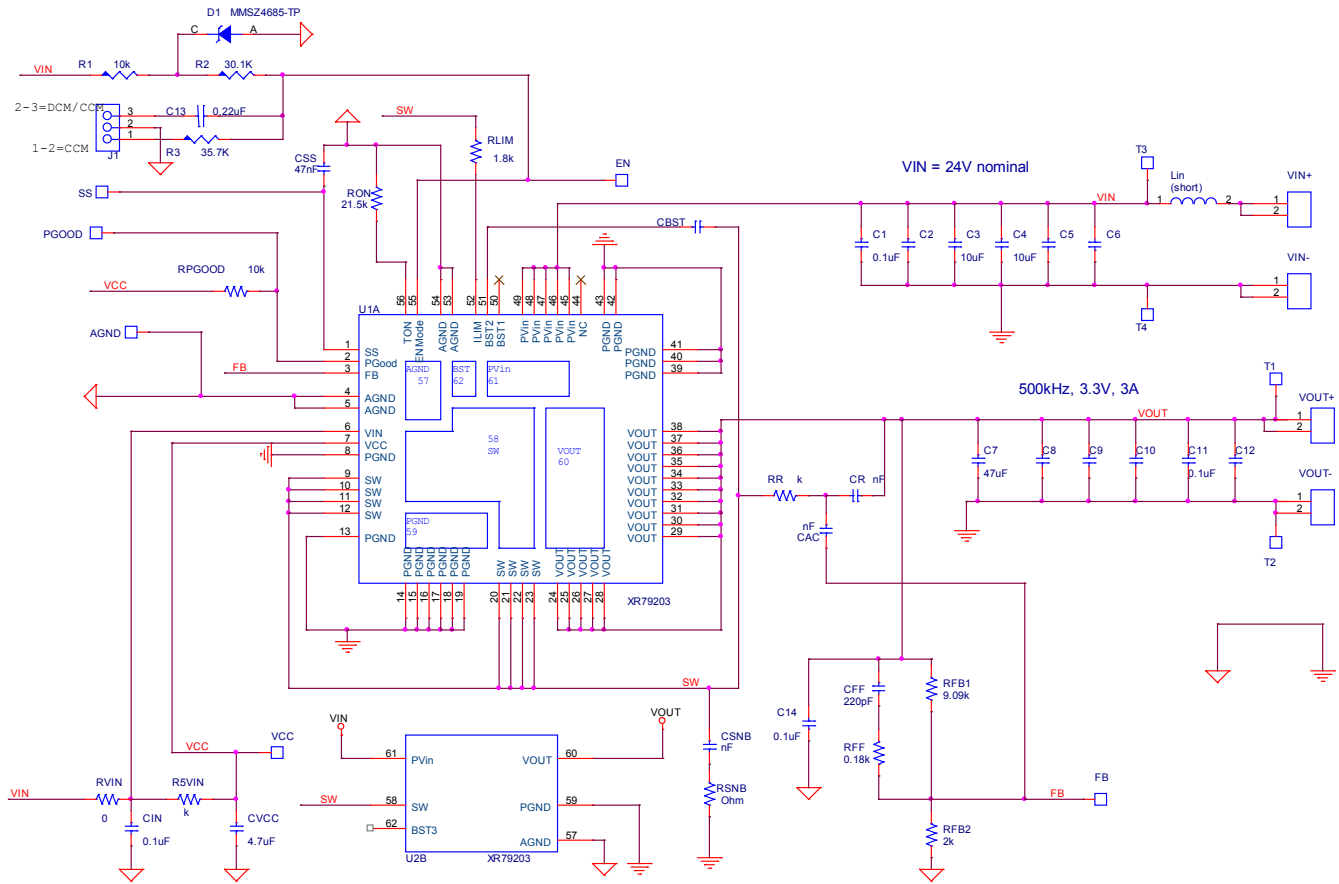 D1 MMSZ4685-TP
C A
VIN R1 10k R2 30.1K
2-3=DCM/CCM
3
2
1
C13 0.22uF
1-2=CCM
J1
R3 35.7K
SW
RLIM
1.8k
CSS
47nF
RON
21.5k
EN
SS
PGOOD
RPGOOD 10k
VCC
AGND
CBST
VIN = 24V nominal
T3
Lin
(short)
VIN+
VIN
1 2
1
2
C1
0.1uF
C2
C3
10uF
C4
10uF
C5
C6
VIN-
1
2
T4
U1A
56 TON
55 EN/Mode
54 AGND
53 AGND
52 ILIM
51 BST2
50 BST1
49 PVin
48 PVin
47 PVin
46 PVin
45 PVin
44 NC
43 PGND
42 PGND
1 SS
2 PGood
FB 3 FB
4 AGND
5 AGND
6 VIN
7 VCC
8 PGND
9 SW
10 SW
11 SW
12 SW
13 PGND
AGND
57
BST
62
PVin
61
58
SW
VOUT
60
PGND
59
PGND 41
PGND 40
PGND 39
VOUT 38
VOUT 37
VOUT 36
VOUT 35
VOUT 34
VOUT 33
VOUT 32
VOUT 31
VOUT 30
VOUT 29
14 PGND
15 PGND
16 PGND
17 PGND
18 PGND
19 PGND
20 SW
21 SW
22 SW
23 SW
24 VOUT
25 VOUT
26 VOUT
27 VOUT
28 VOUT
XR79203
500kHz, 3.3V, 3A
T1
VOUT+
VOUT
1
2
C7
47uF
C8
C9
C10
C11
0.1uF
C12
VOUT-
1
2
T2
RR k
CR nF
nF
CAC
SW
VIN
VOUT
61 PVin
VOUT 60
SW 58 SW
PGND 59
62 BST3
AGND 57
U2B XR79203
CSNB
nF
RSNB
Ohm
C14
0.1uF
CFF
220pF
RFF
0.18k
RFB1
9.09k
FB
FB
RFB2
2k
VCC
VCC
VIN
RVIN
0
R5VIN
k
CIN
0.1uF
CVCC
4.7uF